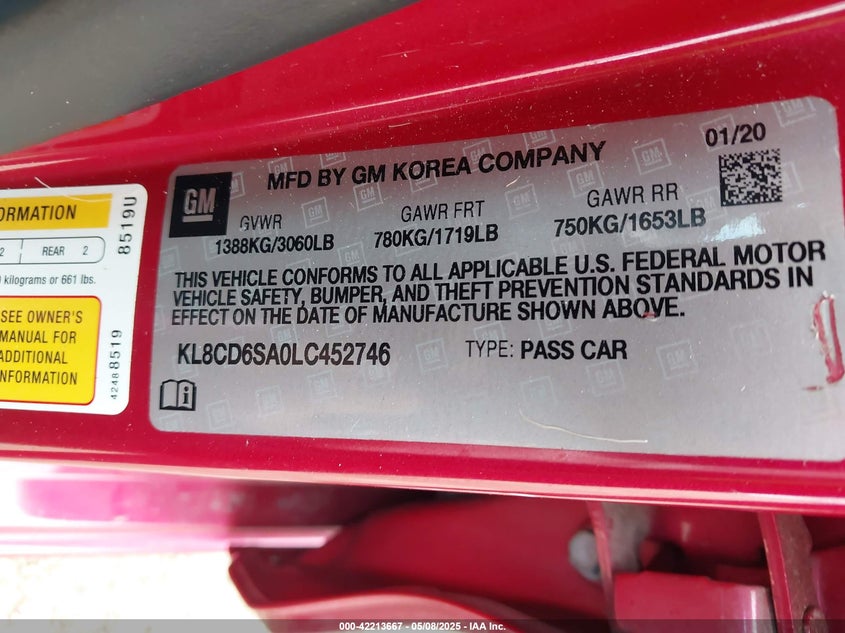 MFD BY GM KOREA COMPANY
01/20
GM
GVWR
1388KG/3060LB
GAWR FRT
780KG/1719LB
GAWR RR
750KG/1653LB
THIS VEHICLE CONFORMS TO ALL APPLICABLE U.S. FEDERAL MOTOR
VEHICLE SAFETY, BUMPER, AND THEFT PREVENTION STANDARDS IN
EFFECT ON THE DATE OF MANUFACTURE SHOWN ABOVE.
KL8CD6SA0LC452746
TYPE: PASS CAR
ORMATION
2 REAR 2
kilograms or 661 lbs.
SEE OWNER'S
MANUAL FOR
ADDITIONAL
INFORMATION
8519U
42488519
000-42213667 - 05/08/2025 - IAA Inc.